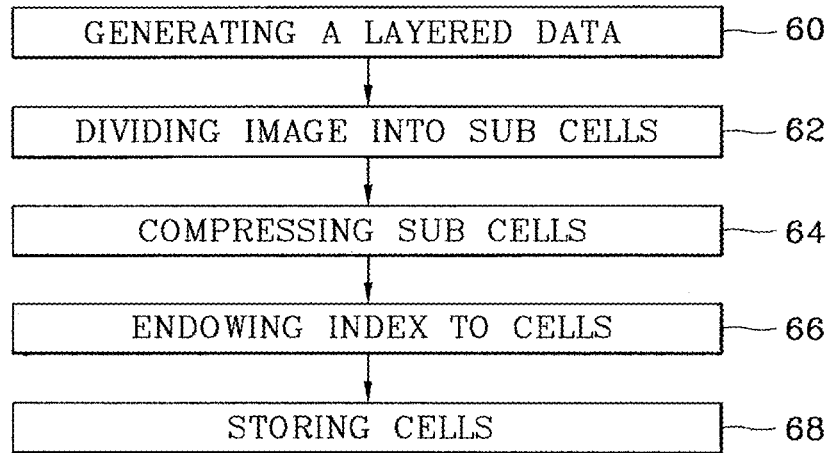 GENERATING A LAYERED DATA 60
DIVIDING IMAGE INTO SUB CELLS 62
COMPRESSING SUB CELLS 64
ENDOWING INDEX TO CELLS 66
STORING CELLS 68